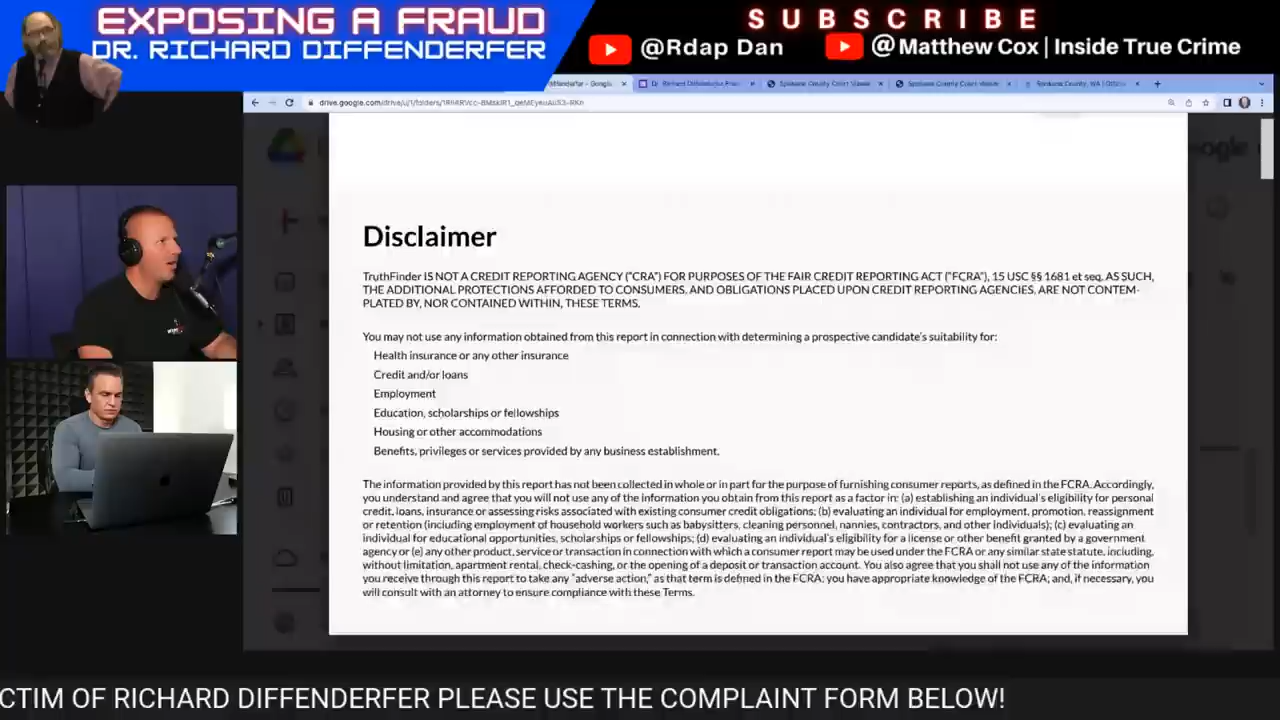 EXPOSING A FRAUD
DR. RICHARD DIFFENDERFER
SUBSCRIBE
@Rdap Dan
@Matthew Cox | Inside True Crime
Disclaimer
TruthFinder IS NOT A CREDIT REPORTING AGENCY ("CRA") FOR PURPOSES OF THE FAIR CREDIT REPORTING ACT ("FCRA"), 15 USC §§ 1681 et seq. AS SUCH,
THE ADDITIONAL PROTECTIONS AFFORDED TO CONSUMERS, AND OBLIGATIONS PLACED UPON CREDIT REPORTING AGENCIES, ARE NOT CONTEM-
PLATED BY, NOR CONTAINED WITHIN, THESE TERMS.
You may not use any information obtained from this report in connection with determining a prospective candidate's suitability for:
Health insurance or any other insurance
Credit and/or loans
Employment
Education, scholarships or fellowships
Housing or other accommodations
Benefits, privileges or services provided by any business establishment.
The information provided by this report has not been collected in whole or in part for the purpose of furnishing consumer reports, as defined in the FCRA. Accordingly,
you understand and agree that you will not use any of the information you obtain from this report as a factor in: (a) establishing an individual's eligibility for personal
credit, loans, insurance or assessing risks associated with existing consumer credit obligations; (b) evaluating an individual for employment, promotion, reassignment
or retention (including employment of household workers such as babysitters, cleaning personnel, nannies, contractors, and other individuals); (c) evaluating an
individual for educational opportunities, scholarships or fellowships; (d) evaluating an individual's eligibility for a license or other benefit granted by a government
agency or (e) any other product, service or transaction in connection with which a consumer report may be used under the FCRA or any similar state statute, including,
without limitation, apartment rental, check-cashing, or the opening of a deposit or transaction account. You also agree that you shall not use any of the information
you receive through this report to take any "adverse action," as that term is defined in the FCRA; you have appropriate knowledge of the FCRA; and, if necessary, you
will consult with an attorney to ensure compliance with these Terms.
CTIM OF RICHARD DIFFENDERFER PLEASE USE THE COMPLAINT FORM BELOW!